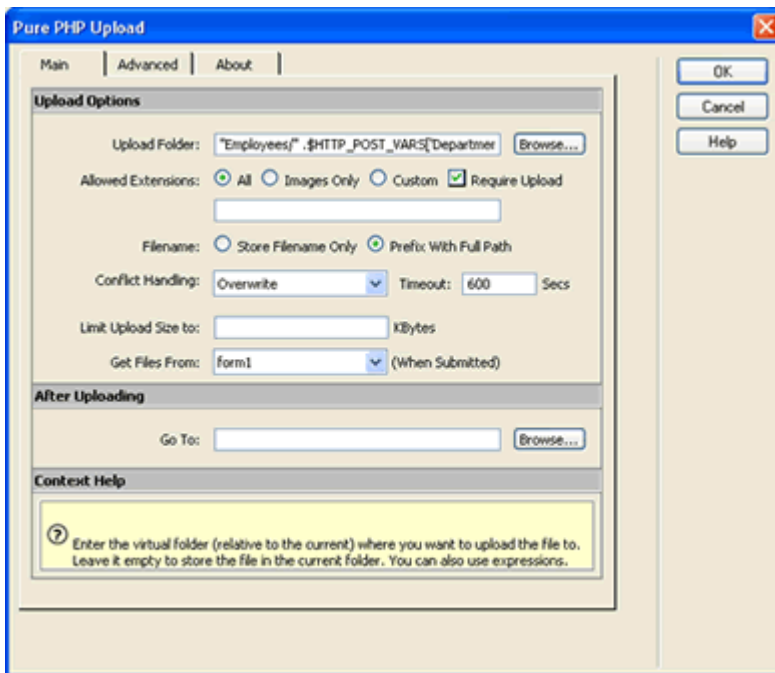 Pure PHP Upload
Main Advanced About
OK
Cancel
Help
Upload Options
Upload Folder: "Employees/" .$HTTP_POST_VARS['Departmer Browse...
Allowed Extensions: All Images Only Custom Require Upload
Filename: Store Filename Only Prefix With Full Path
Conflict Handling: Overwrite Timeout: 600 Secs
Limit Upload Size to: KBytes
Get Files From: form1 (When Submitted)
After Uploading
Go To: Browse...
Context Help
? Enter the virtual folder (relative to the current) where you want to upload the file to.
Leave it empty to store the file in the current folder. You can also use expressions.